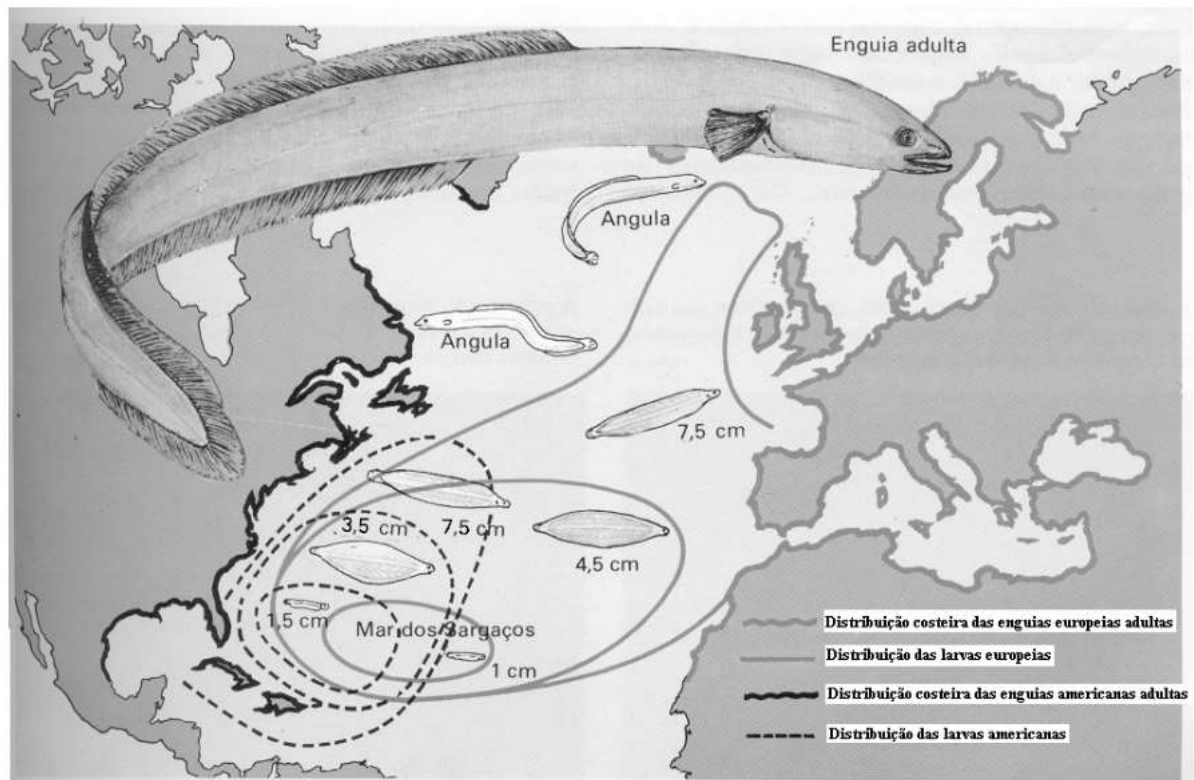 Enguia adulta
Angula
Angula
7,5 cm
3,5 cm
7,5 cm
4,5 cm
1,5 cm
Mar dos Sargaços
1 cm
Distribuição costeira das enguias europeias adultas
Distribuição das larvas europeias
Distribuição costeira das enguias americanas adultas
Distribuição das larvas americanas